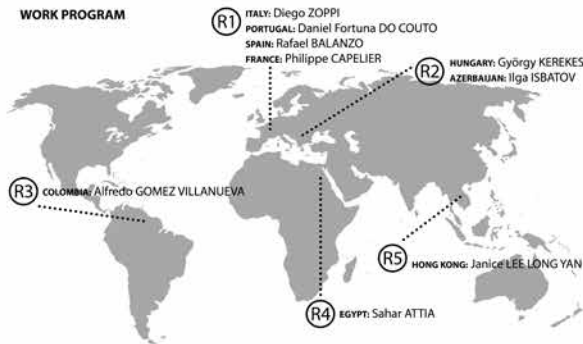 WORK PROGRAM
R1
ITALY: Diego ZOPPI
PORTUGAL: Daniel Fortuna DO COUTO
SPAIN: Rafael BALANZO
FRANCE: Philippe CAPELIER
R2
HUNGARY: György KEREKES
AZERBAIJAN: Ilga ISBATOV
R3 COLOMBIA: Alfredo GOMEZ VILLANUEVA
R5
HONG KONG: Janice LEE LONG YAN
R4 EGYPT: Sahar ATTIA